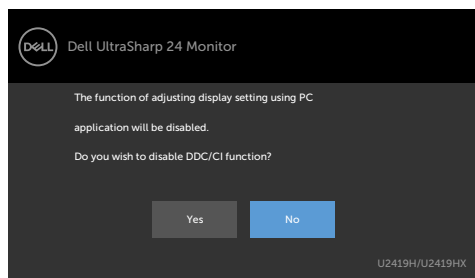 DELL
Dell UltraSharp 24 Monitor
The function of adjusting display setting using PC
application will be disabled.
Do you wish to disable DDC/CI function?
Yes No
U2419H/U2419HX